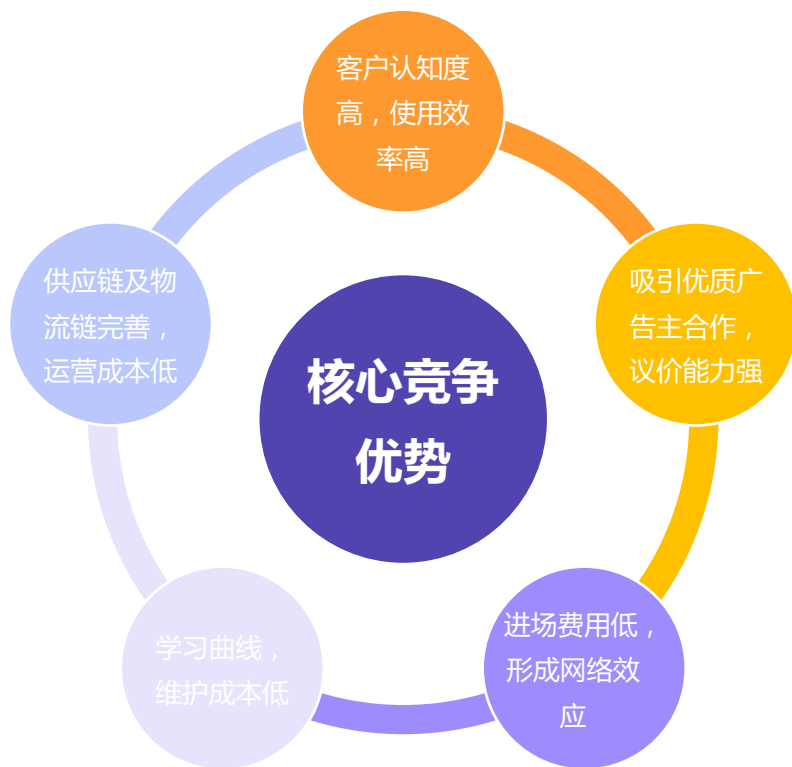 客户认知度
高，使用效
率高
吸引优质广
告主合作，
议价能力强
进场费用低，
形成网络效
应
学习曲线，
维护成本低
供应链及物
流链完善，
运营成本低
核心竞争
优势